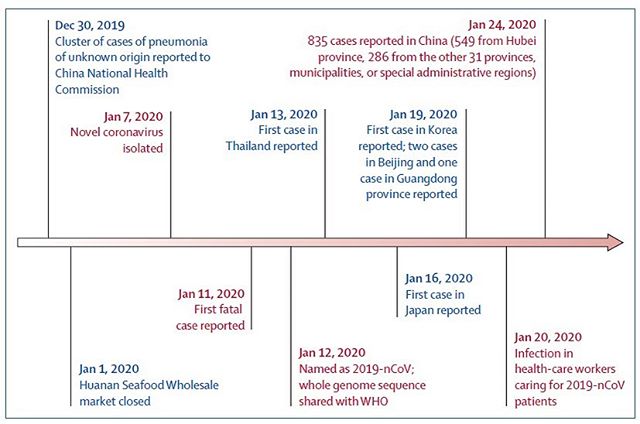 Dec 30, 2019
Cluster of cases of pneumonia
of unknown origin reported to
China National Health
Commission
Jan 24, 2020
835 cases reported in China (549 from Hubei
province, 286 from the other 31 provinces,
municipalities, or special administrative regions)
Jan 7, 2020
Novel coronavirus
isolated
Jan 13, 2020
First case in
Thailand reported
Jan 19, 2020
First case in Korea
reported; two cases
in Beijing and one
case in Guangdong
province reported
Jan 11, 2020
First fatal
case reported
Jan 16, 2020
First case in
Japan reported
Jan 1, 2020
Huanan Seafood Wholesale
market closed
Jan 12, 2020
Named as 2019-nCoV;
whole genome sequence
shared with WHO
Jan 20, 2020
Infection in
health-care workers
caring for 2019-nCoV
patients